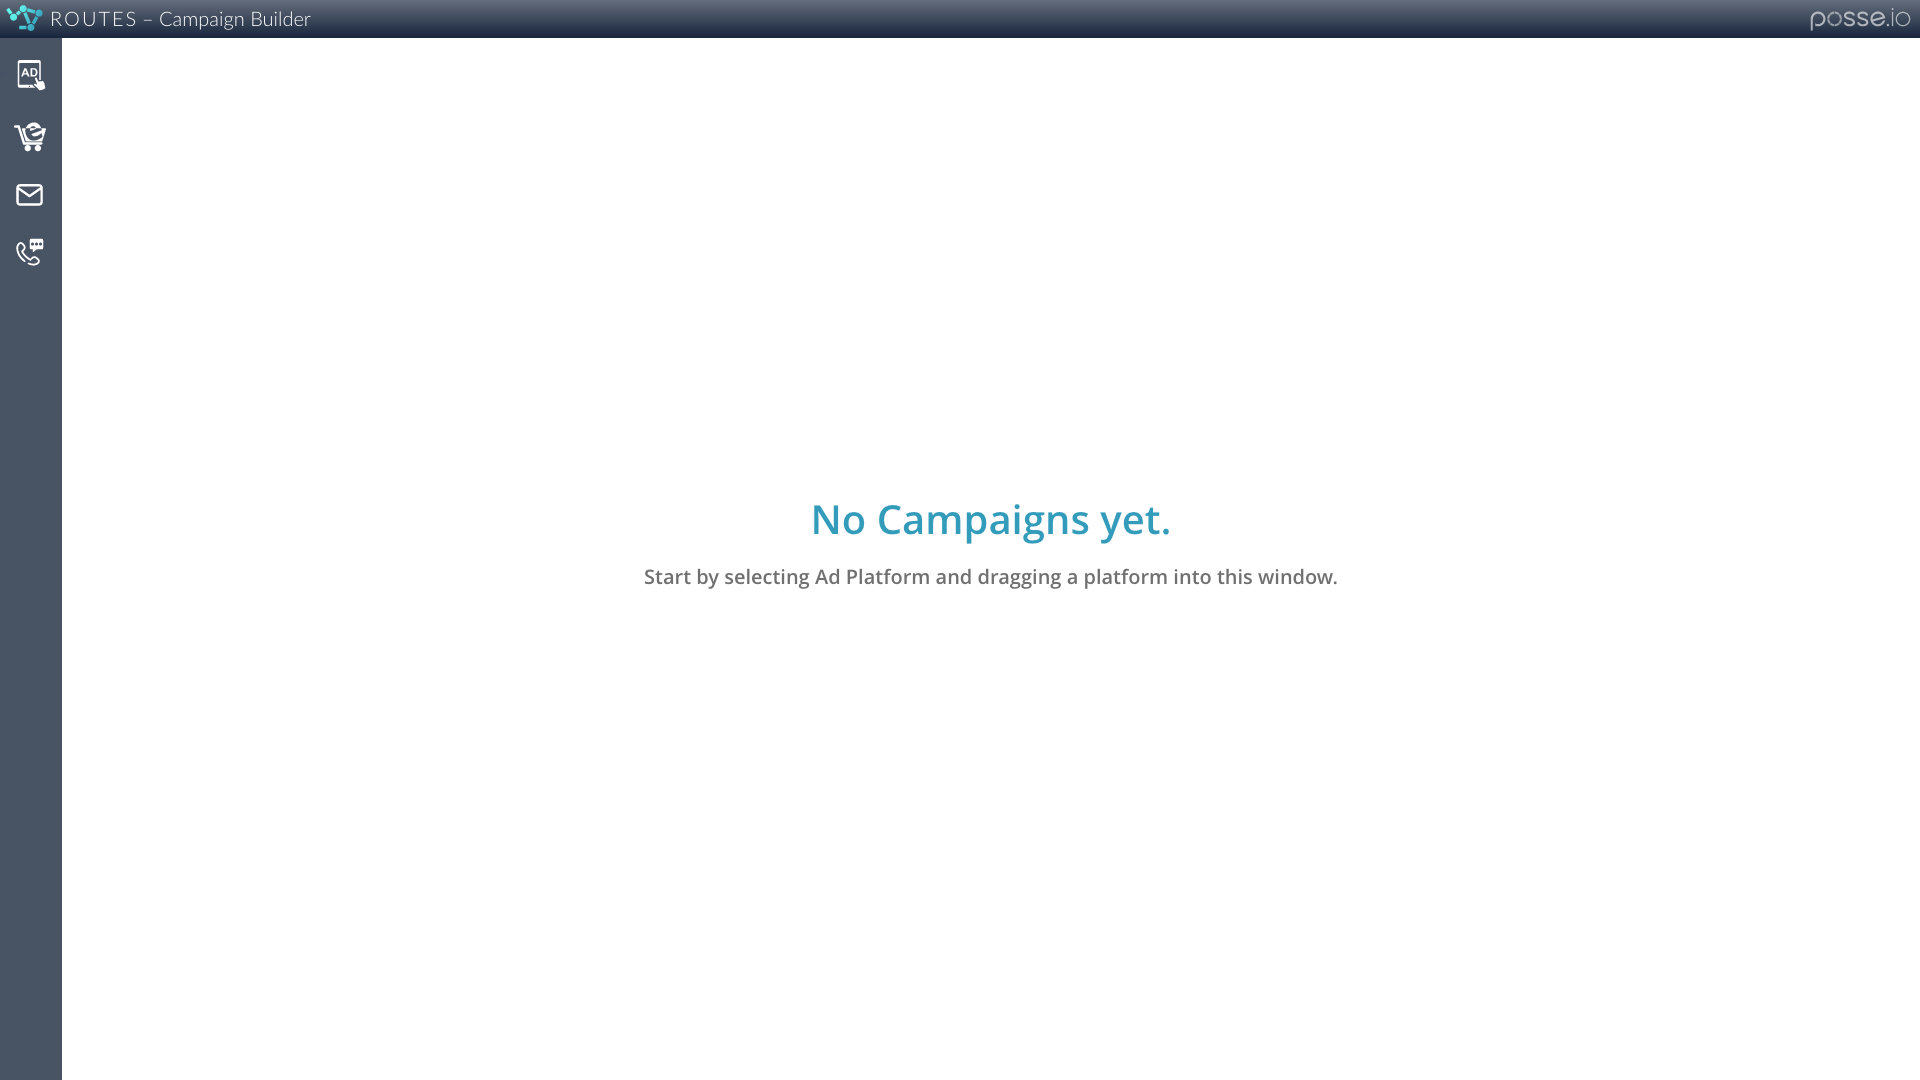 ROUTES – Campaign Builder
posse.io
AD
No Campaigns yet.
Start by selecting Ad Platform and dragging a platform into this window.